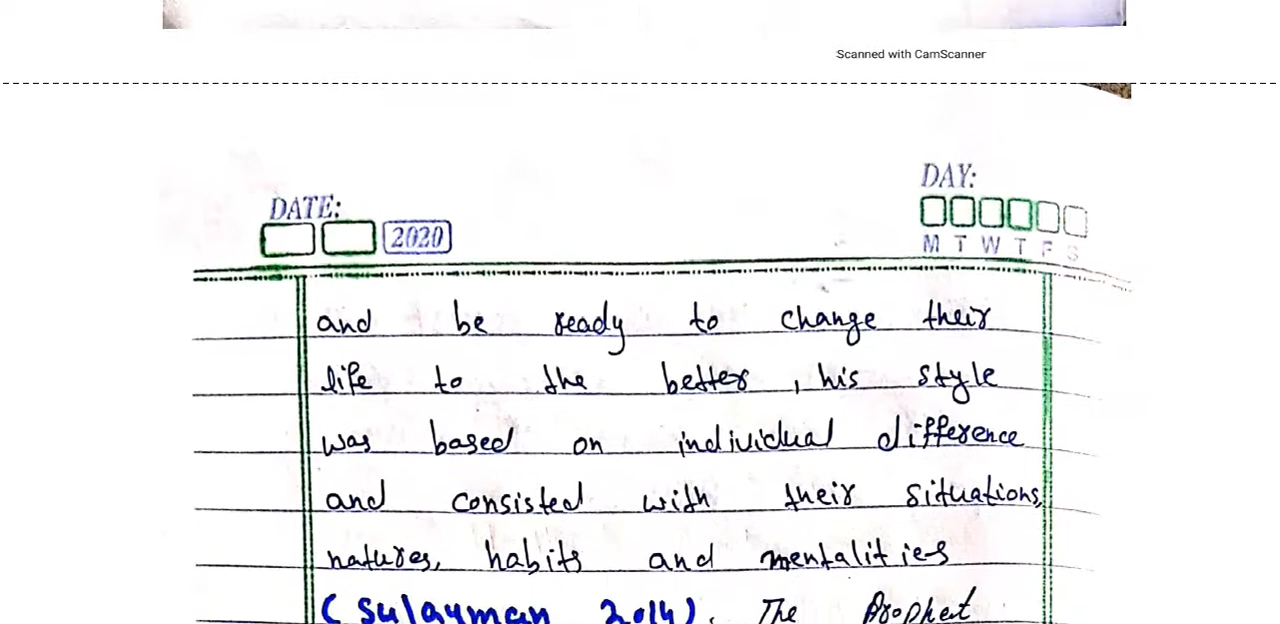 Scanned with CamScanner
DAY:
DATE:
2020
M T W T F S
and be ready to change their
life to the better, his style
was based on individual difference
and consisted with their situations,
natures, habits and mentalities
(Sulayman 2014). The Prophet